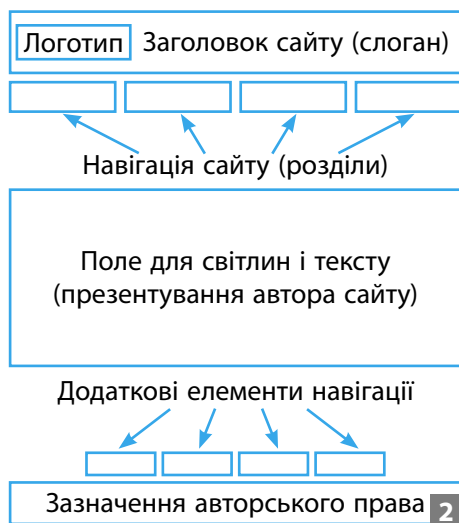 Логотип Заголовок сайту (слоган)
Навігація сайту (розділи)
Поле для світлин і тексту
(презентування автора сайту)
Додаткові елементи навігації
Зазначення авторського права 2